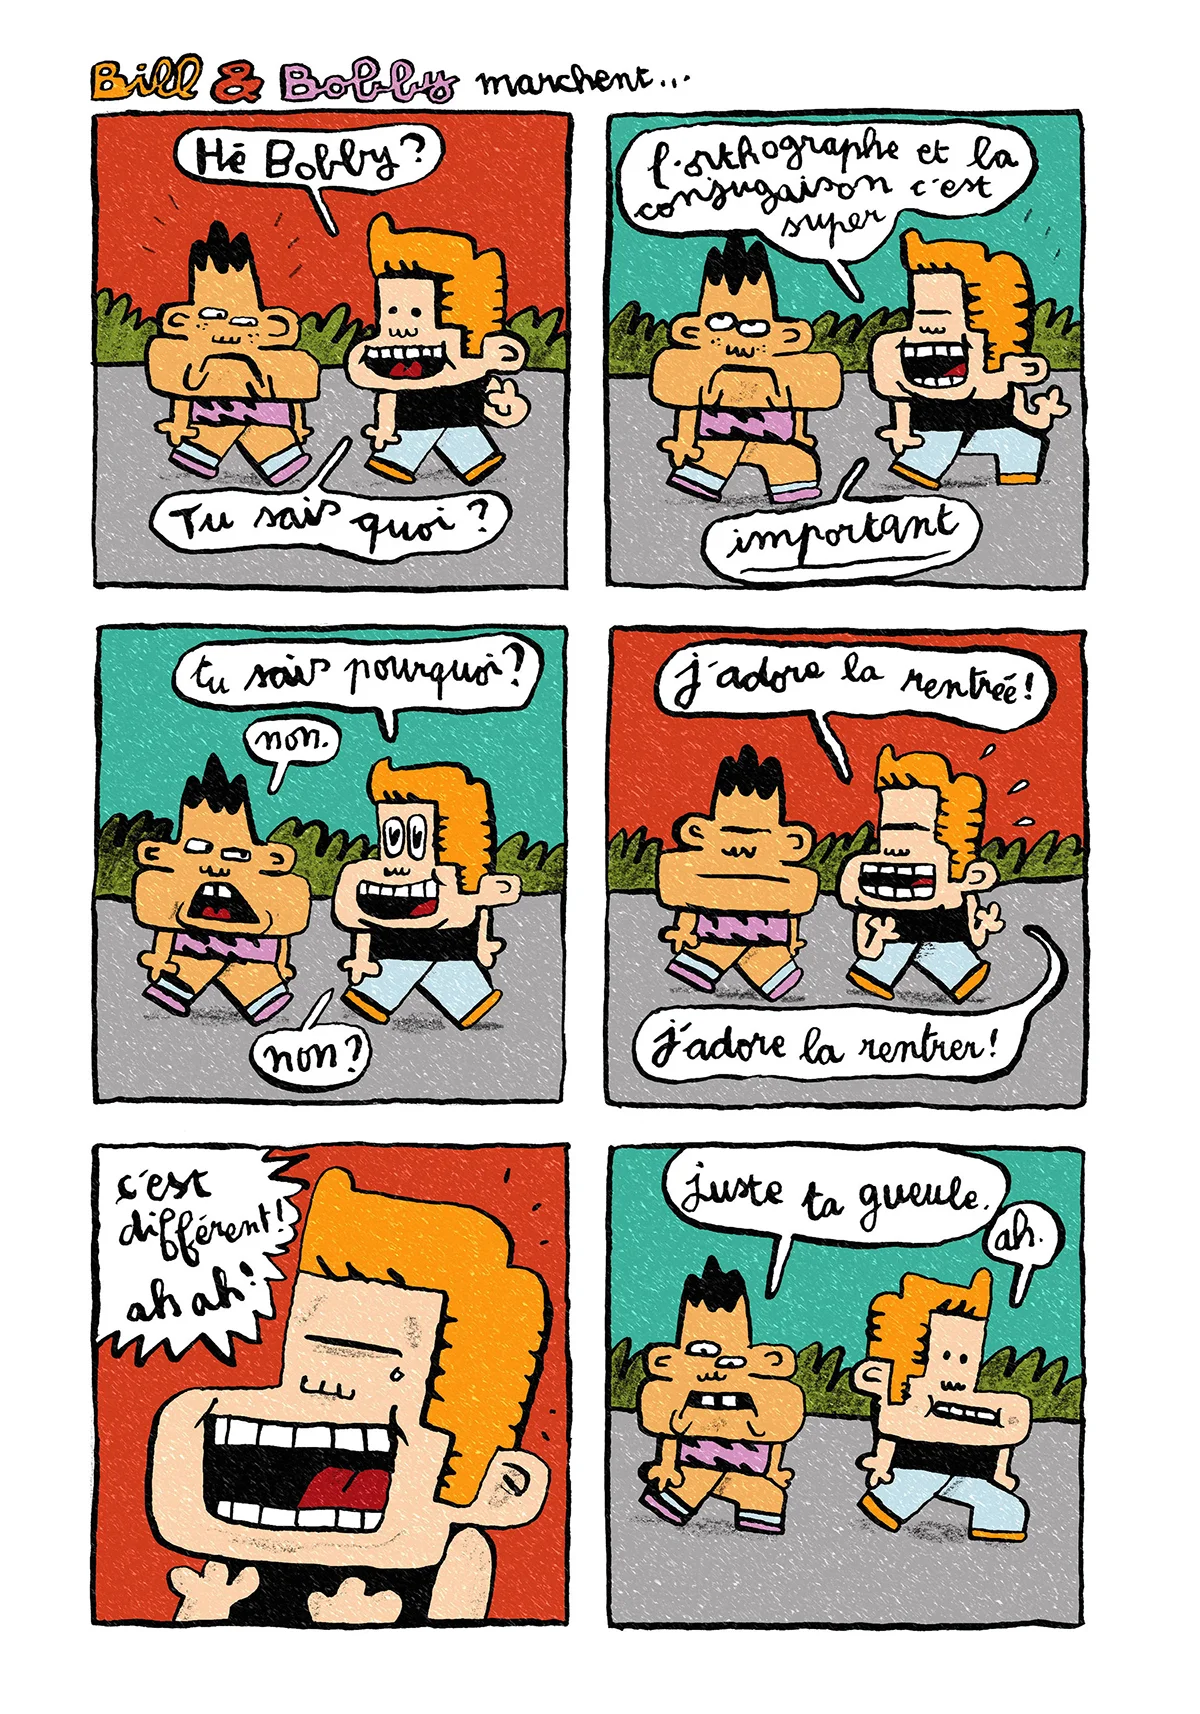 Bill & Bobby marchent...
Hé Bobby?
Tu sais quoi?
l'orthographe et la
conjugaison c'est
super
important
tu sais pourquoi?
non.
non?
j'adore la rentrée!
j'adore la rentrer!
c'est
différent!
ah ah!
juste ta gueule.
ah.